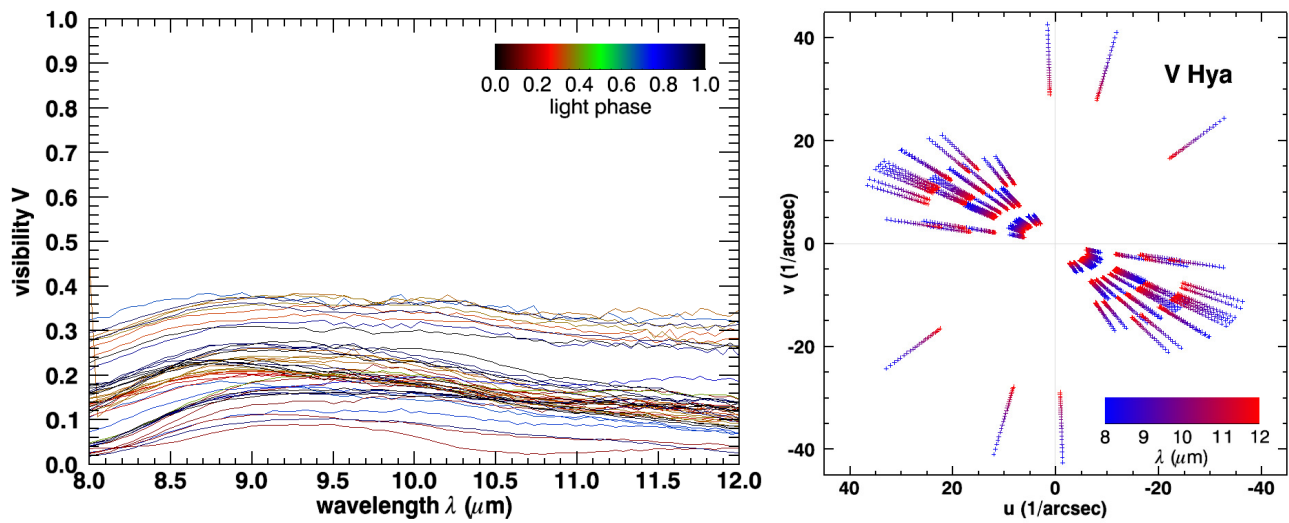 1.0
0.9
0.8
0.7
0.6
0.5
0.4
0.3
0.2
0.1
0.0
visibility V
0.0 0.2 0.4 0.6 0.8 1.0
light phase
8.0 8.5 9.0 9.5 10.0 10.5 11.0 11.5 12.0
wavelength λ (μm)
V Hya
40
20
0
-20
-40
v (1/arcsec)
8 9 10 11 12
λ (μm)
40 20 0 -20 -40
u (1/arcsec)